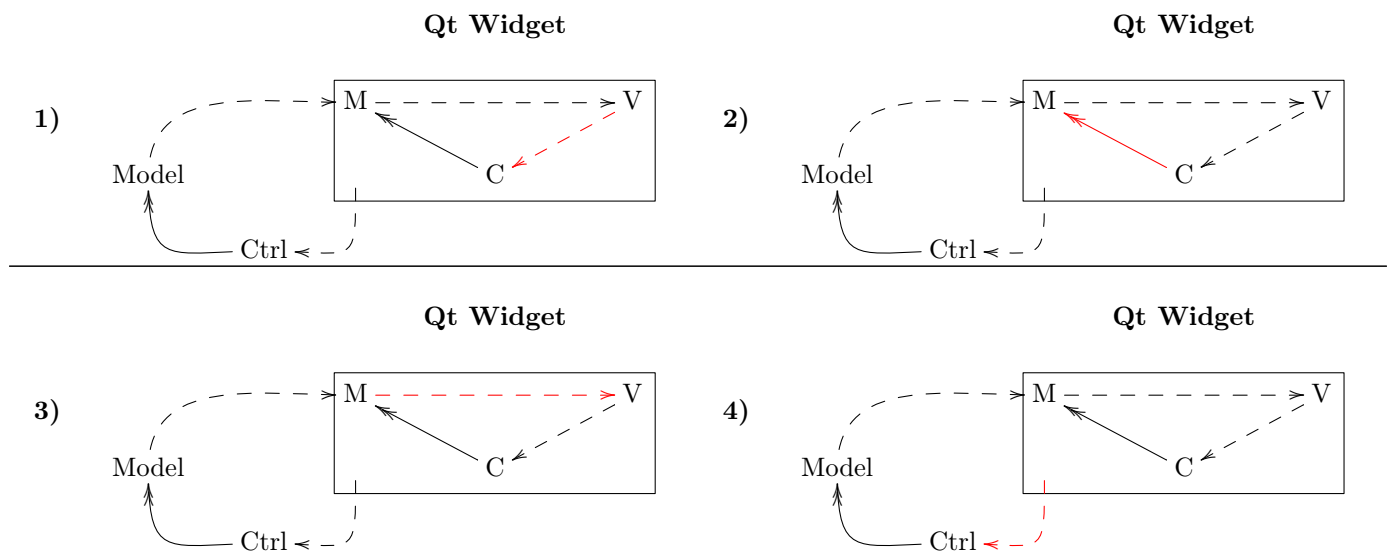 Qt Widget
1)
M
V
Model
C
Ctrl
Qt Widget
2)
M
V
Model
C
Ctrl
Qt Widget
3)
M
V
Model
C
Ctrl
Qt Widget
4)
M
V
Model
C
Ctrl